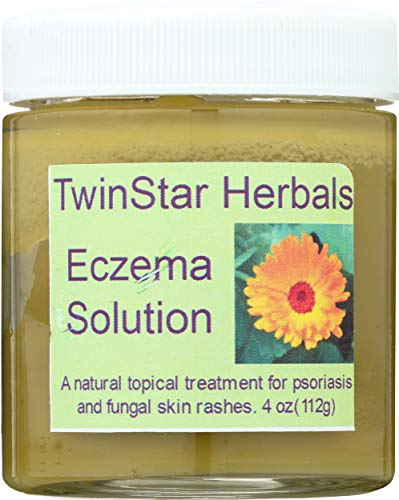 TwinStar Herbals
Eczema
Solution
A natural topical treatment for psoriasis
and fungal skin rashes. 4 oz(112g)